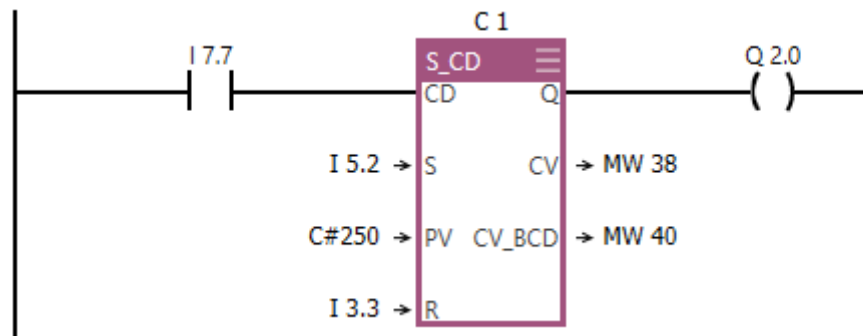 C 1
I 7.7
S_CD
Q 2.0
CD Q
I 5.2 S CV MW 38
C#250 PV CV_BCD MW 40
I 3.3 R